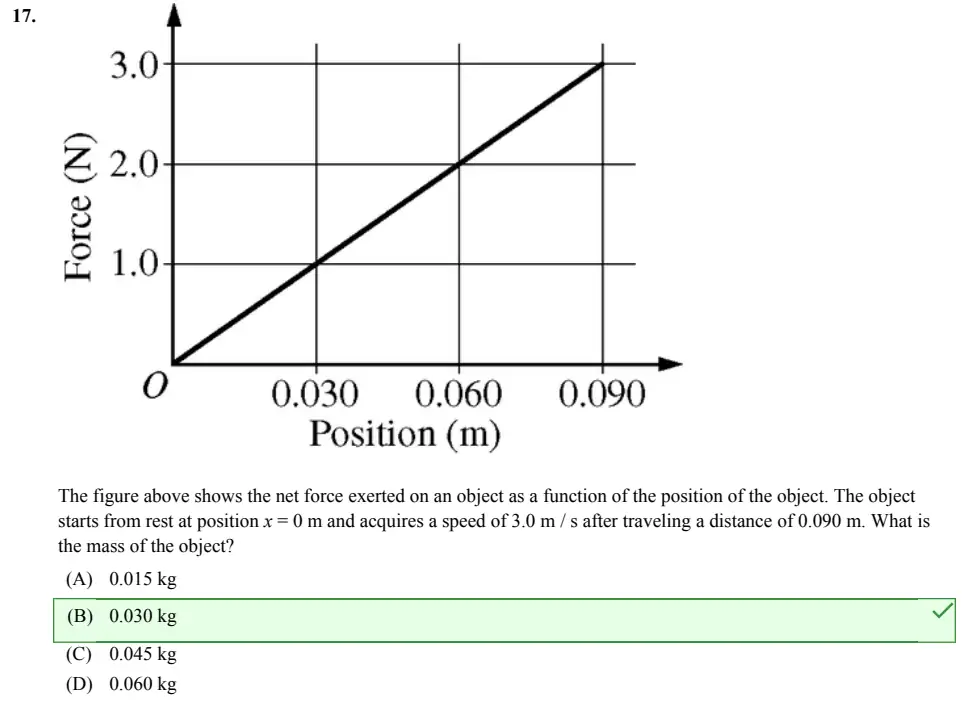 17.
3.0
2.0
1.0
Force (N)
O
0.030 0.060 0.090
Position (m)
The figure above shows the net force exerted on an object as a function of the position of the object. The object
starts from rest at position x = 0 m and acquires a speed of 3.0 m / s after traveling a distance of 0.090 m. What is
the mass of the object?
(A) 0.015 kg
(B) 0.030 kg
(C) 0.045 kg
(D) 0.060 kg